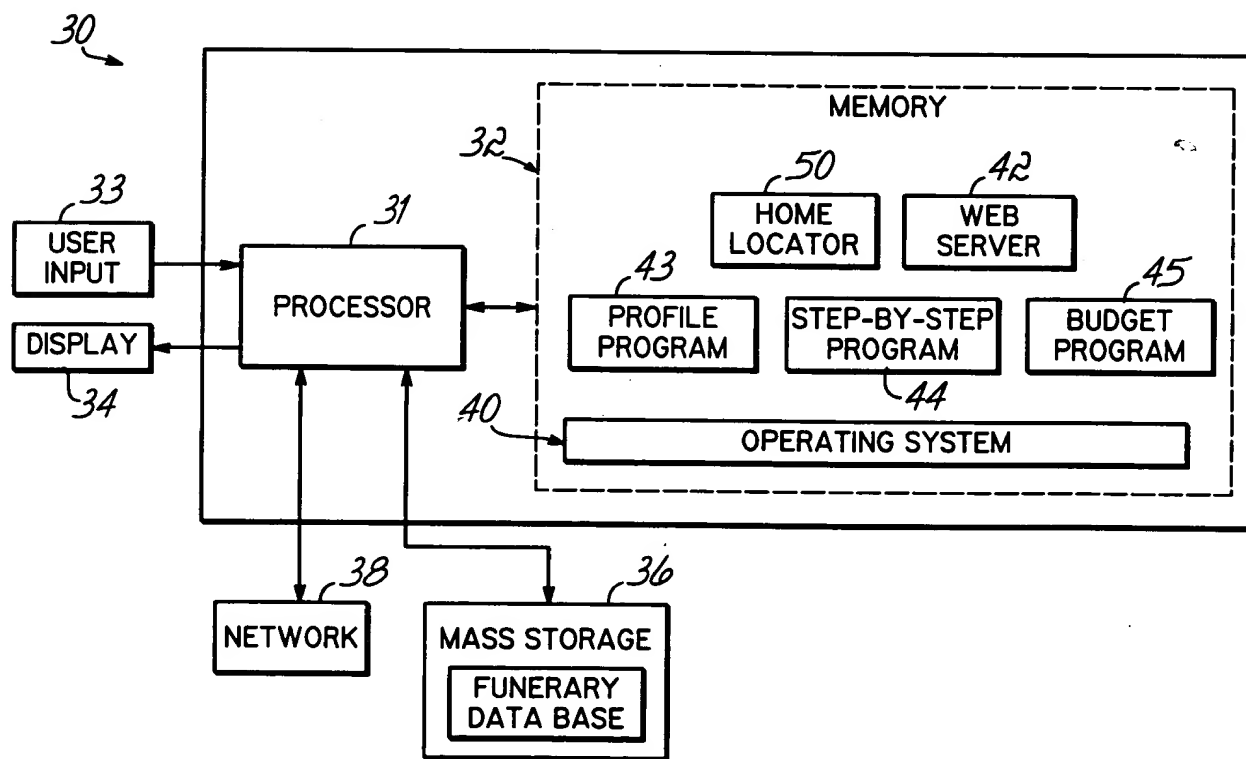 30
MEMORY
32
50
42
HOME
LOCATOR
WEB
SERVER
33
USER
INPUT
31
PROCESSOR
43
PROFILE
PROGRAM
STEP-BY-STEP
PROGRAM
44
45
BUDGET
PROGRAM
DISPLAY
34
40
OPERATING SYSTEM
38
NETWORK
36
MASS STORAGE
FUNERARY
DATA BASE